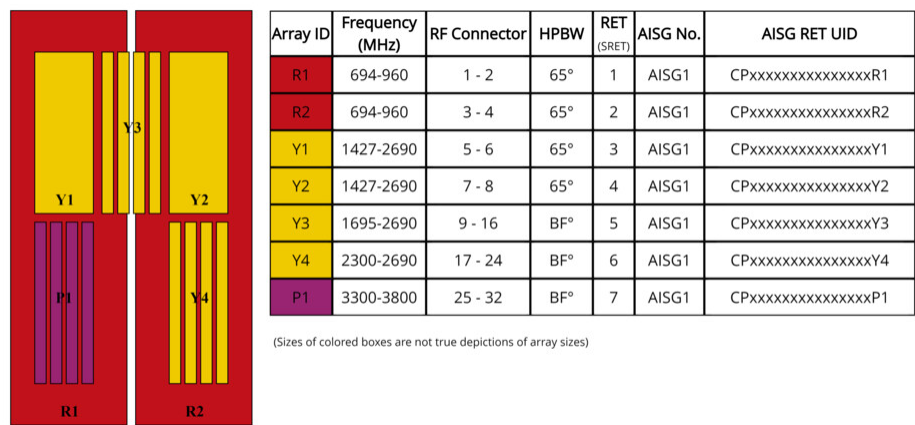 Y3
Y1
Y2
P1
Y4
R1
R2
Array ID Frequency (MHz) RF Connector HPBW RET (SRET) AISG No. AISG RET UID
R1 694-960 1 - 2 65° 1 AISG1 CPxxxxxxxxxxxxxxxR1
R2 694-960 3 - 4 65° 2 AISG1 CPxxxxxxxxxxxxxxxR2
Y1 1427-2690 5 - 6 65° 3 AISG1 CPxxxxxxxxxxxxxxxY1
Y2 1427-2690 7 - 8 65° 4 AISG1 CPxxxxxxxxxxxxxxxY2
Y3 1695-2690 9 - 16 BF° 5 AISG1 CPxxxxxxxxxxxxxxxY3
Y4 2300-2690 17 - 24 BF° 6 AISG1 CPxxxxxxxxxxxxxxxY4
P1 3300-3800 25 - 32 BF° 7 AISG1 CPxxxxxxxxxxxxxxxP1
(Sizes of colored boxes are not true depictions of array sizes)